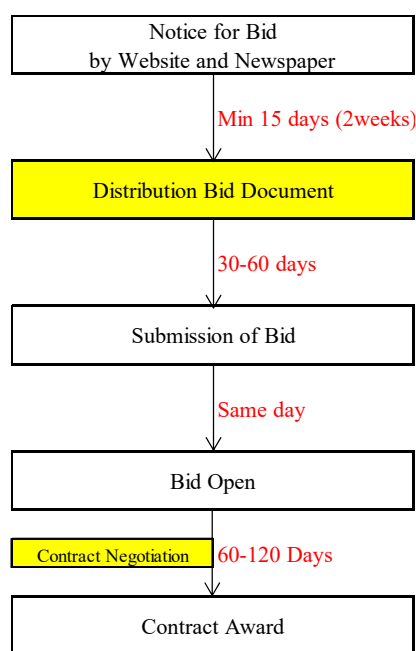 Notice for Bid
by Website and Newspaper
Min 15 days (2weeks)
Distribution Bid Document
30-60 days
Submission of Bid
Same day
Bid Open
Contract Negotiation
60-120 Days
Contract Award